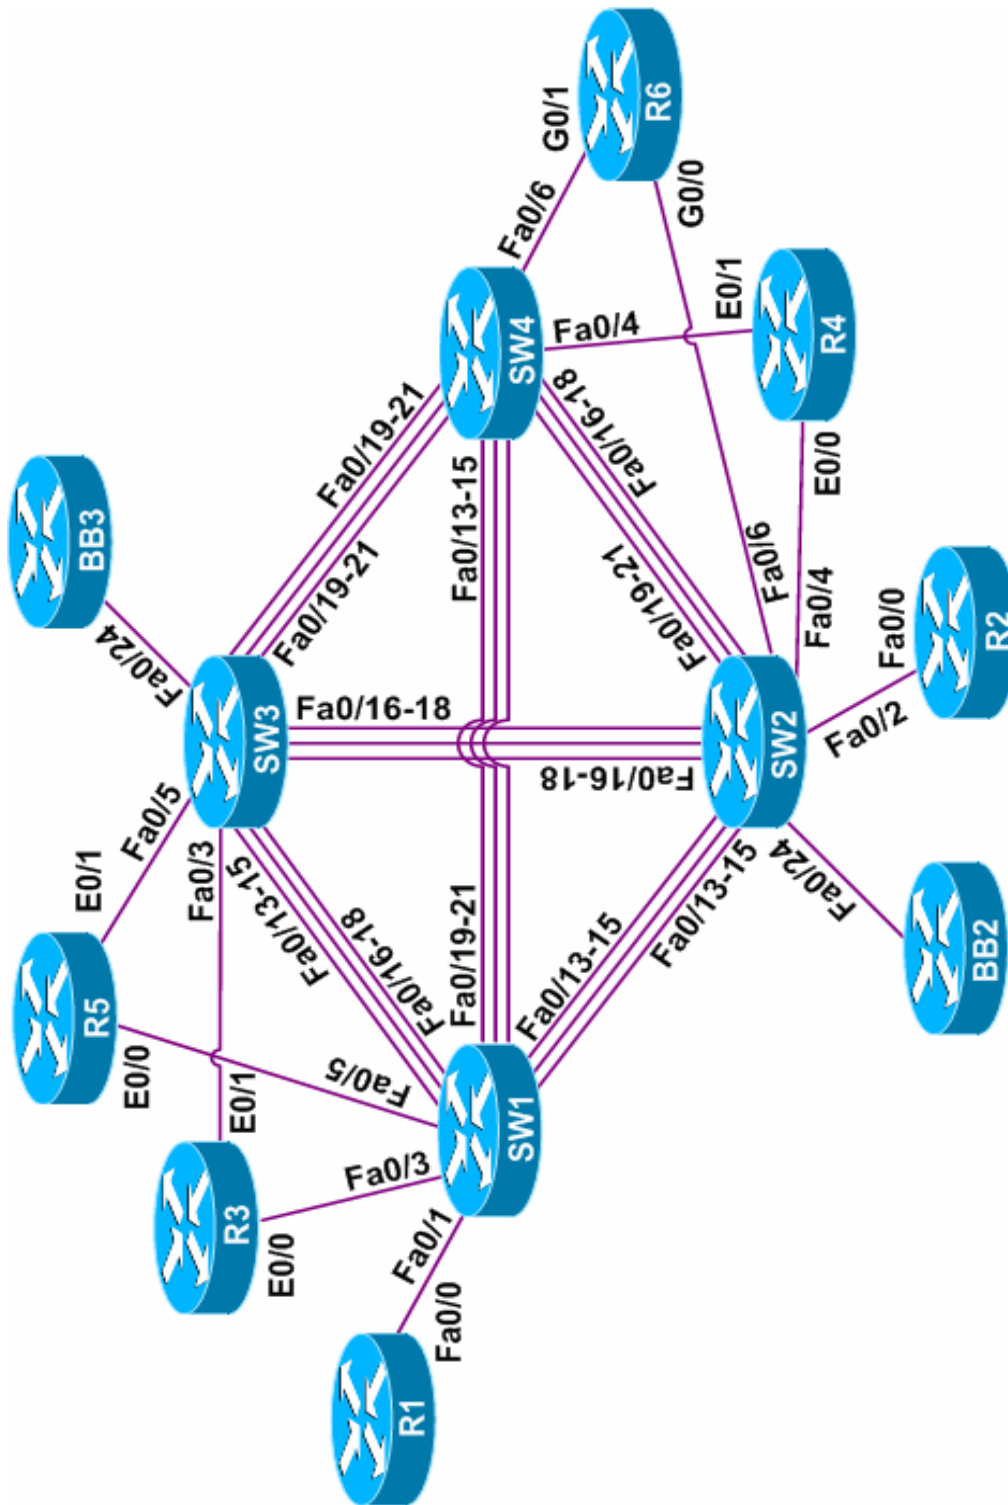 R1
Fa0/0
Fa0/1
R3
E0/0
Fa0/3
E0/1
Fa0/3
R5
E0/0
Fa0/5
E0/1
Fa0/5
SW1
Fa0/16-18
Fa0/13-15
Fa0/19-21
Fa0/13-15
Fa0/13-15
Fa0/13-15
SW3
Fa0/24
BB3
Fa0/16-18
Fa0/16-18
Fa0/19-21
Fa0/19-21
SW2
Fa0/24
BB2
Fa0/2
Fa0/0
R2
Fa0/4
E0/0
Fa0/6
G0/0
Fa0/19-21
Fa0/16-18
SW4
Fa0/4
E0/1
R4
Fa0/6
G0/1
R6